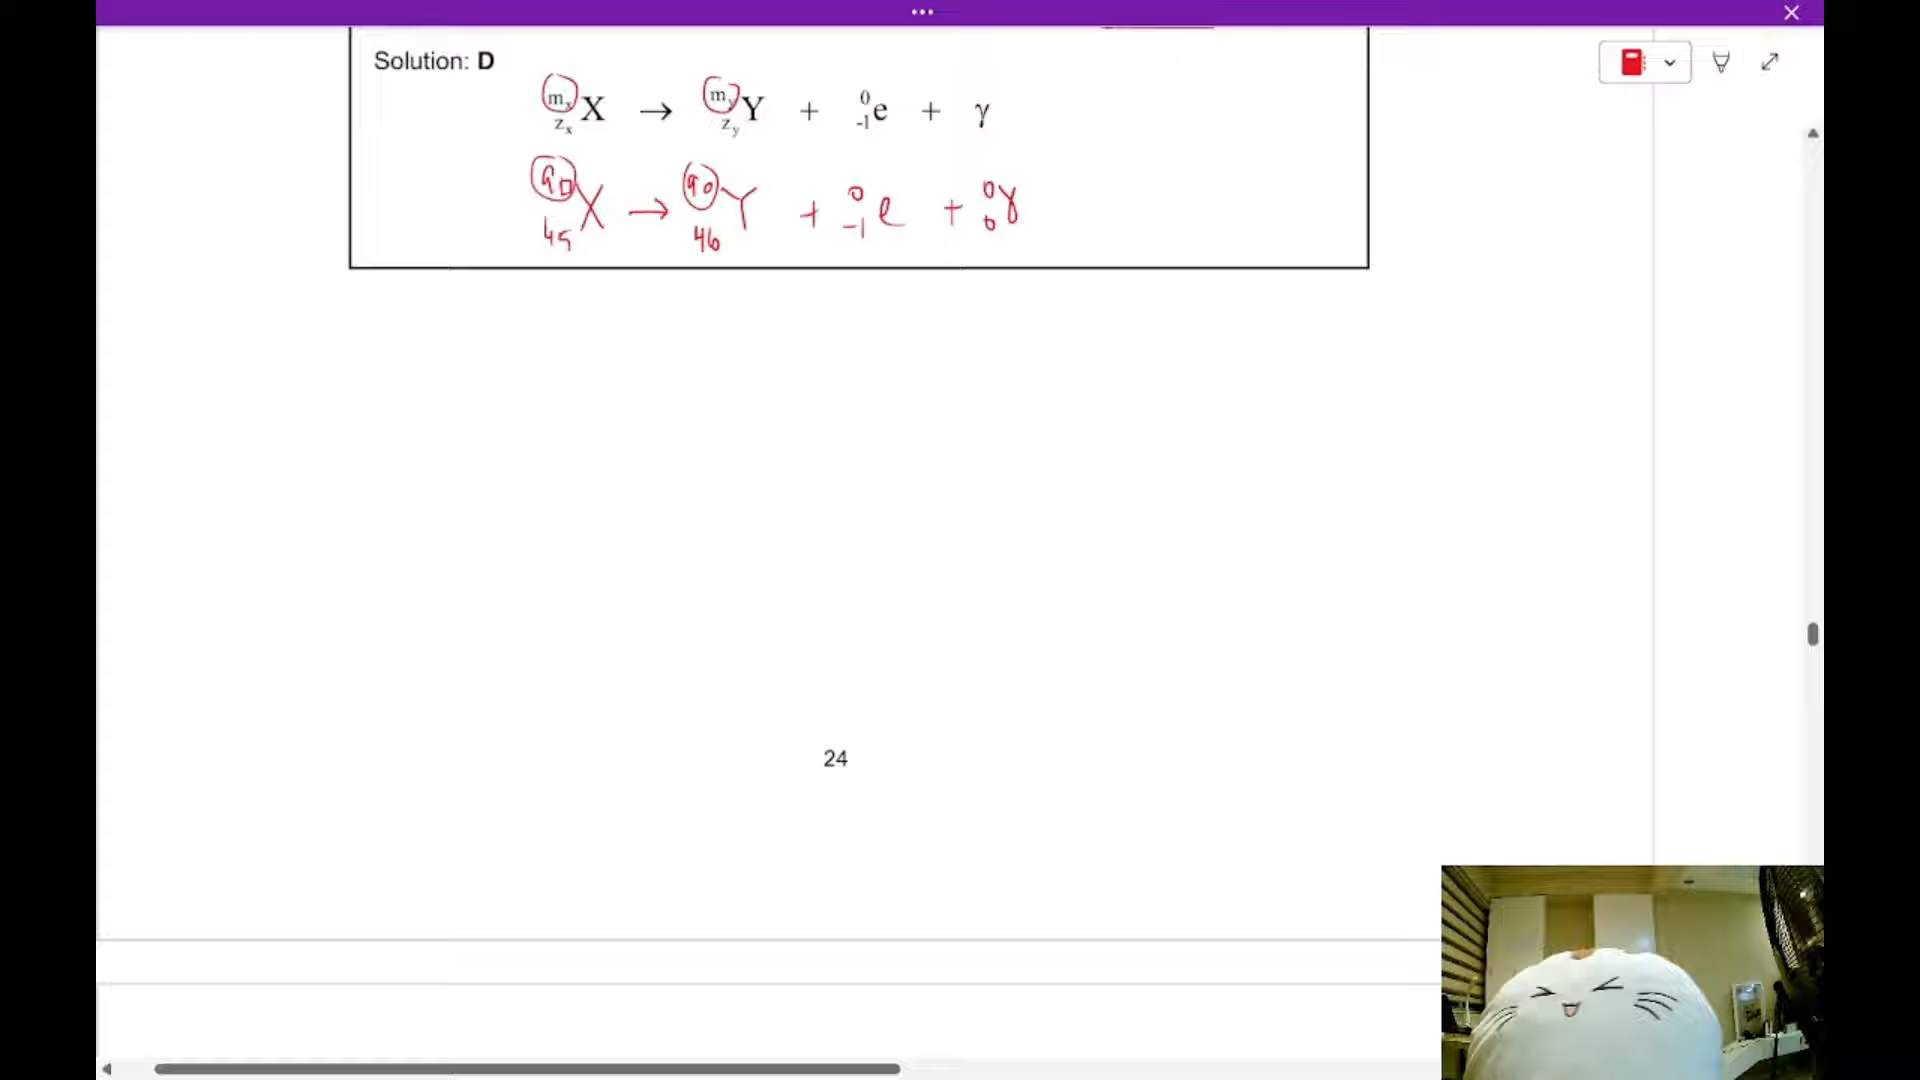 Solution: D
m_x z_x X → m_y z_y Y + 0 -1 e + γ
90 45 X → 90 46 Y + 0 -1 e + 0 0 γ
24